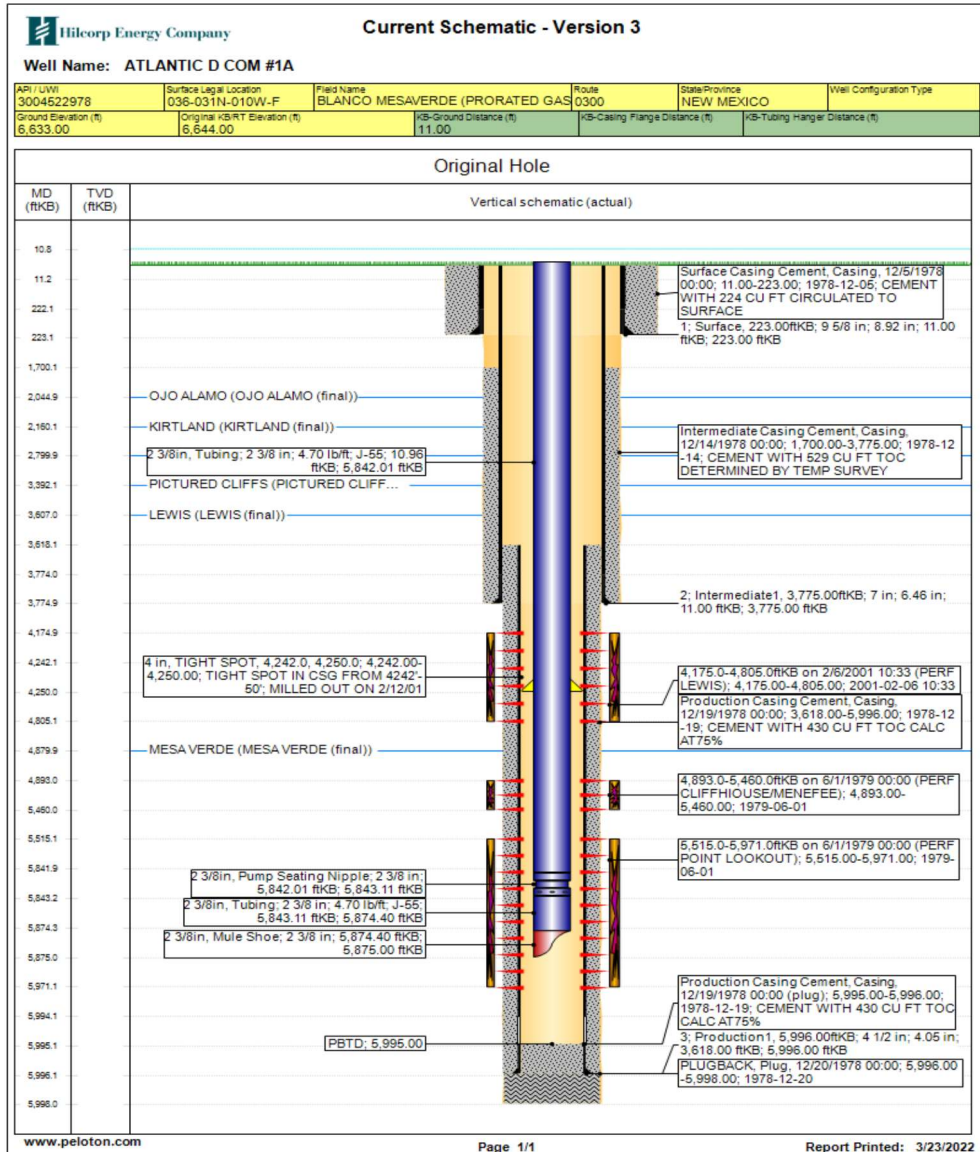 Hilcorp Energy Company
Current Schematic - Version 3
Well Name: ATLANTIC D COM #1A
API / UWI
3004522978
Surface Legal Location
036-031N-010W-F
Field Name
BLANCO MESAVERDE (PRORATED GAS
Route
0300
State/Province
NEW MEXICO
Well Configuration Type
Ground Elevation (ft)
6,633.00
Original KB/RT Elevation (ft)
6,644.00
KB-Ground Distance (ft)
11.00
KB-Casing Flange Distance (ft)
KB-Tubing Hanger Distance (ft)
Original Hole
MD
(ftKB)
TVD
(ftKB)
Vertical schematic (actual)
10.8
11.2
222.1
223.1
1,700.1
2,044.9
2,160.1
2,799.9
3,392.1
3,607.0
3,618.1
3,774.0
3,774.9
4,174.9
4,242.1
4,250.0
4,805.1
4,879.9
4,893.0
5,460.0
5,515.1
5,841.9
5,843.2
5,874.3
5,875.0
5,971.1
5,994.1
5,995.1
5,996.1
5,998.0
Surface Casing Cement, Casing, 12/5/1978
00:00; 11.00-223.00; 1978-12-05; CEMENT
WITH 224 CU FT CIRCULATED TO
SURFACE
1; Surface, 223.00ftKB; 9 5/8 in; 8.92 in; 11.00
ftKB; 223.00 ftKB
OJO ALAMO (OJO ALAMO (final))
KIRTLAND (KIRTLAND (final))
Intermediate Casing Cement, Casing,
12/14/1978 00:00; 1,700.00-3,775.00; 1978-12
-14; CEMENT WITH 529 CU FT TOC
DETERMINED BY TEMP SURVEY
2 3/8in, Tubing; 2 3/8 in; 4.70 lb/ft; J-55; 10.96
ftKB; 5,842.01 ftKB
PICTURED CLIFFS (PICTURED CLIFF...
LEWIS (LEWIS (final))
2; Intermediate1, 3,775.00ftKB; 7 in; 6.46 in;
11.00 ftKB; 3,775.00 ftKB
4 in, TIGHT SPOT, 4,242.0, 4,250.0; 4,242.00-
4,250.00; TIGHT SPOT IN CSG FROM 4242'-
50'; MILLED OUT ON 2/12/01
4,175.0-4,805.0ftKB on 2/6/2001 10:33 (PERF
LEWIS); 4,175.00-4,805.00; 2001-02-06 10:33
Production Casing Cement, Casing,
12/19/1978 00:00; 3,618.00-5,996.00; 1978-12
-19; CEMENT WITH 430 CU FT TOC CALC
AT75%
MESA VERDE (MESA VERDE (final))
4,893.0-5,460.0ftKB on 6/1/1979 00:00 (PERF
CLIFFHIOUSE/MENEFEE); 4,893.00-
5,460.00; 1979-06-01
5,515.0-5,971.0ftKB on 6/1/1979 00:00 (PERF
POINT LOOKOUT); 5,515.00-5,971.00; 1979-
06-01
2 3/8in, Pump Seating Nipple; 2 3/8 in;
5,842.01 ftKB; 5,843.11 ftKB
2 3/8in, Tubing; 2 3/8 in; 4.70 lb/ft; J-55;
5,843.11 ftKB; 5,874.40 ftKB
2 3/8in, Mule Shoe; 2 3/8 in; 5,874.40 ftKB;
5,875.00 ftKB
Production Casing Cement, Casing,
12/19/1978 00:00 (plug); 5,995.00-5,996.00;
1978-12-19; CEMENT WITH 430 CU FT TOC
CALC AT75%
PBTD; 5,995.00
3; Production1, 5,996.00ftKB; 4 1/2 in; 4.05 in;
3,618.00 ftKB; 5,996.00 ftKB
PLUGBACK, Plug, 12/20/1978 00:00; 5,996.00
-5,998.00; 1978-12-20
www.peloton.com
Page 1/1
Report Printed: 3/23/2022